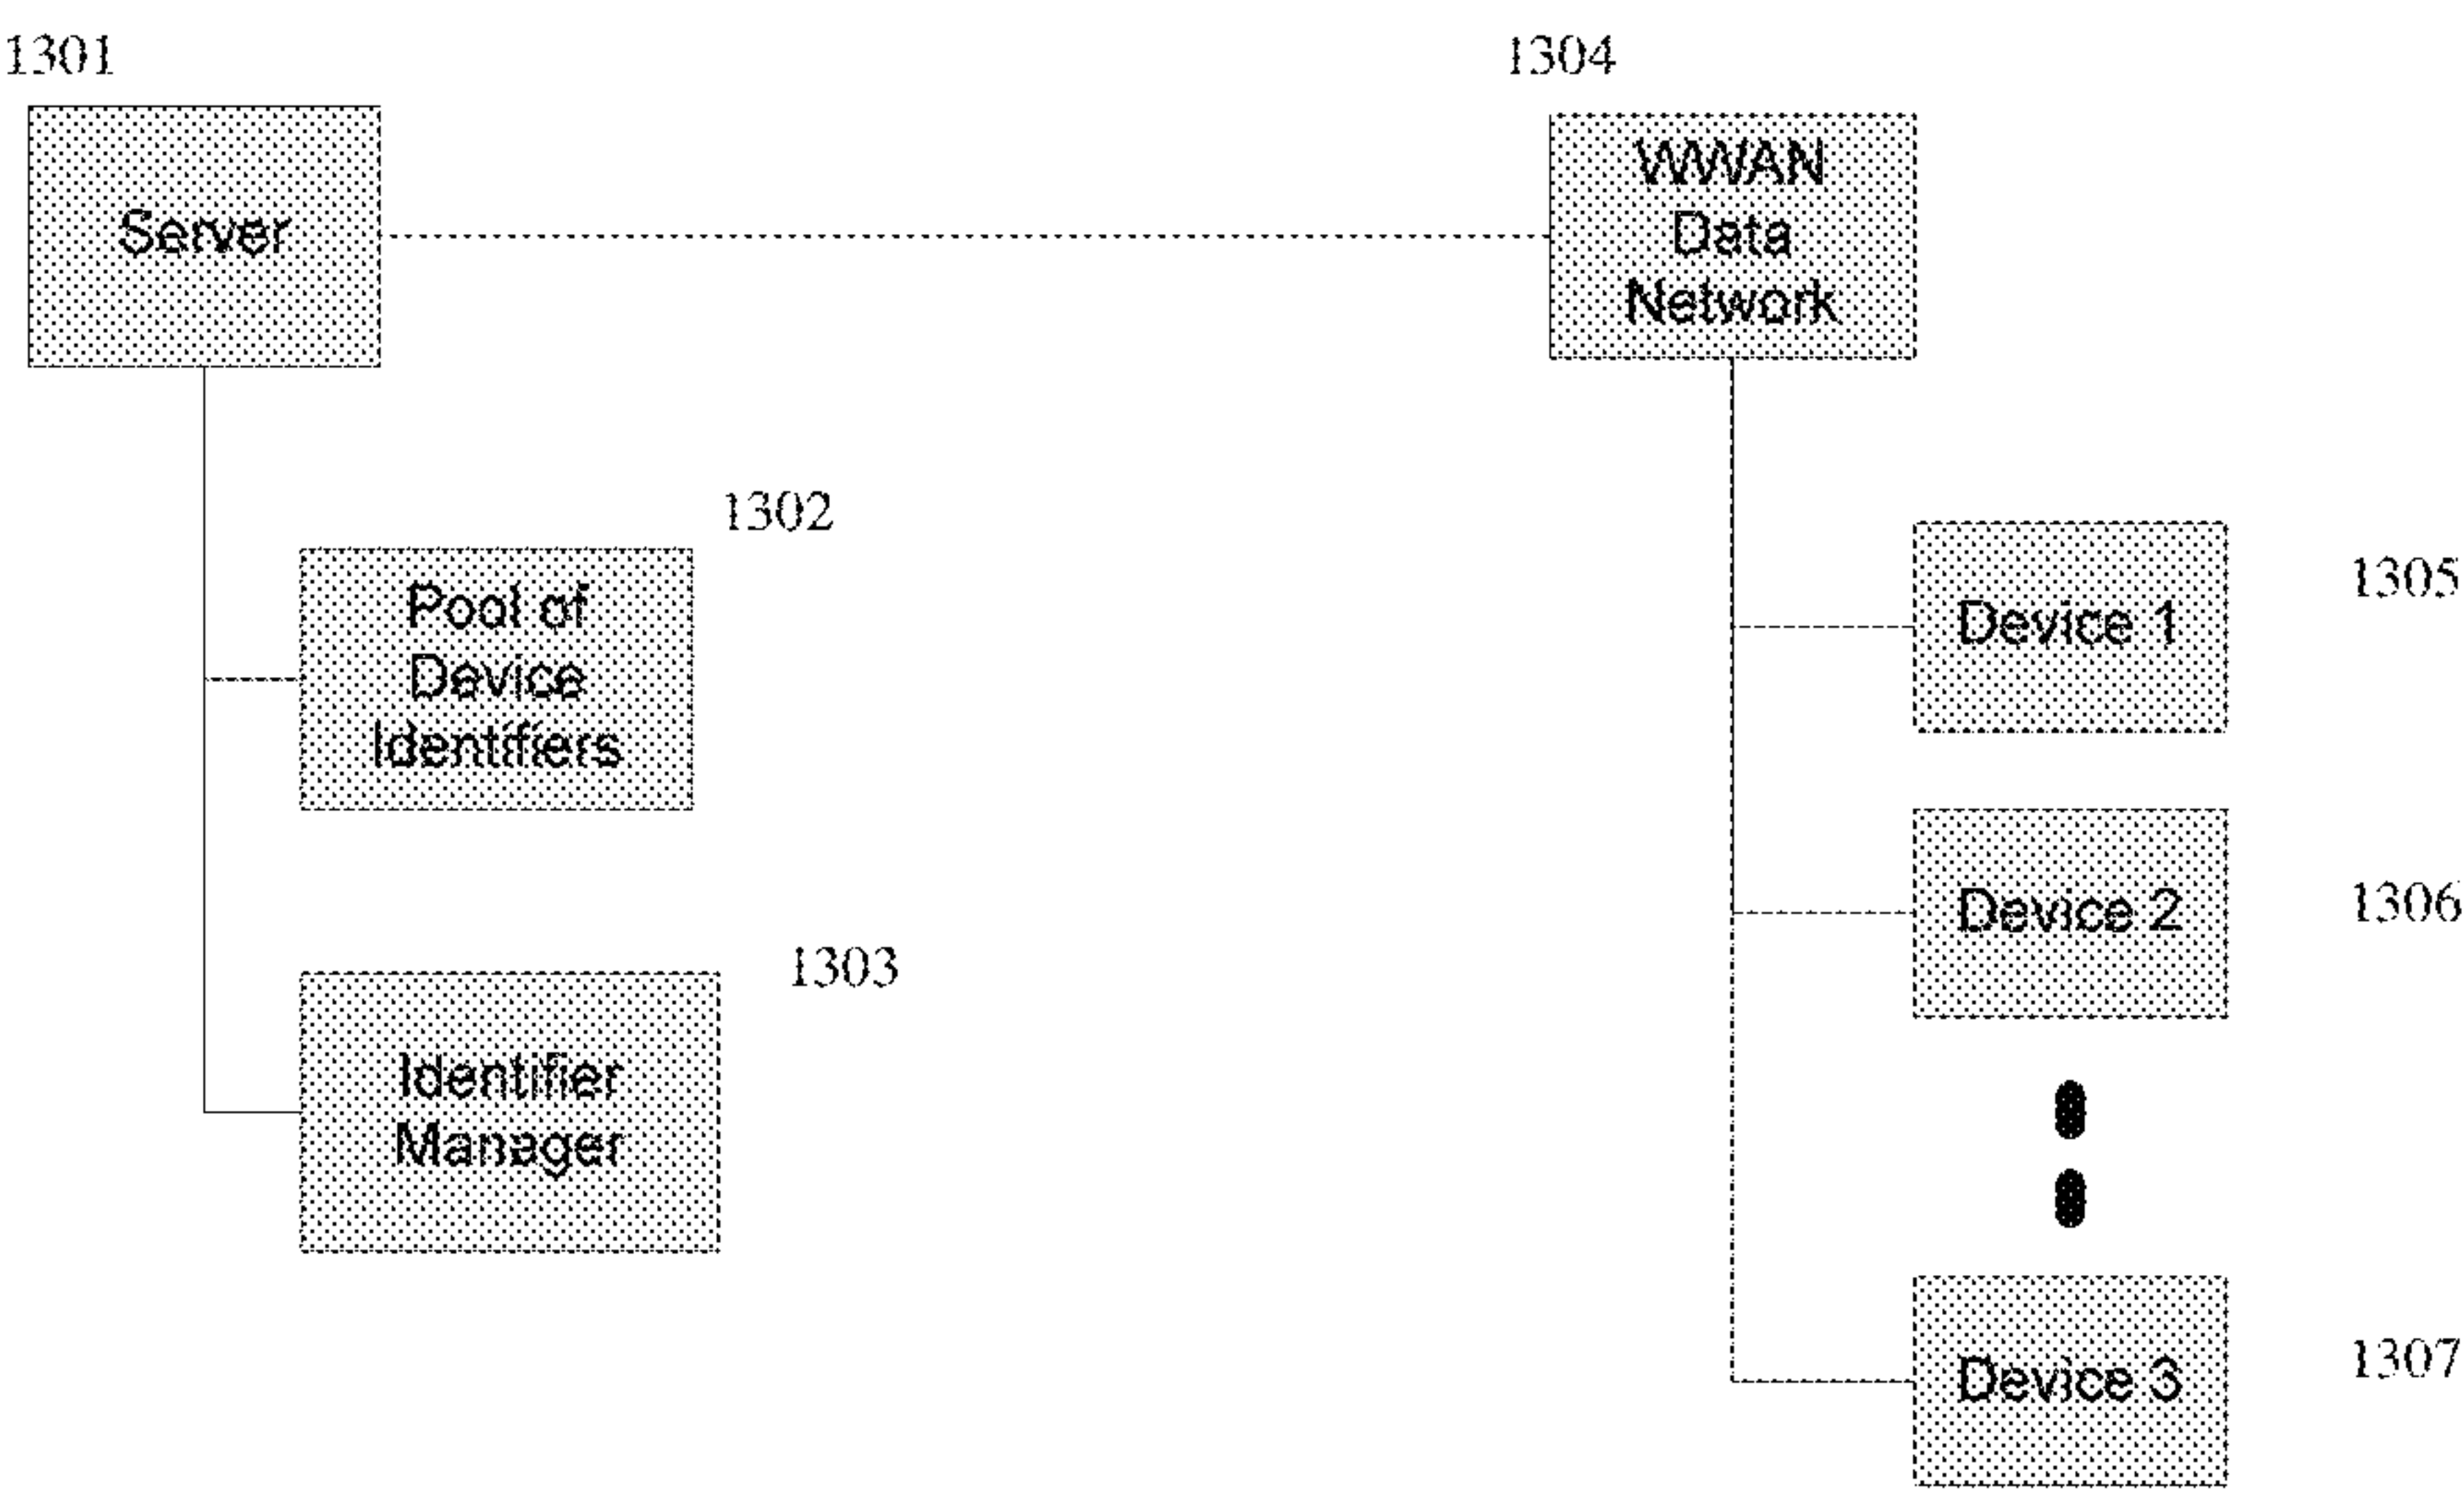 1301
Server
1304
WWAN
Data
Network
1302
Pool of
Device
Identifiers
1303
Identifier
Manager
Device 1
1305
Device 2
1306
Device 3
1307